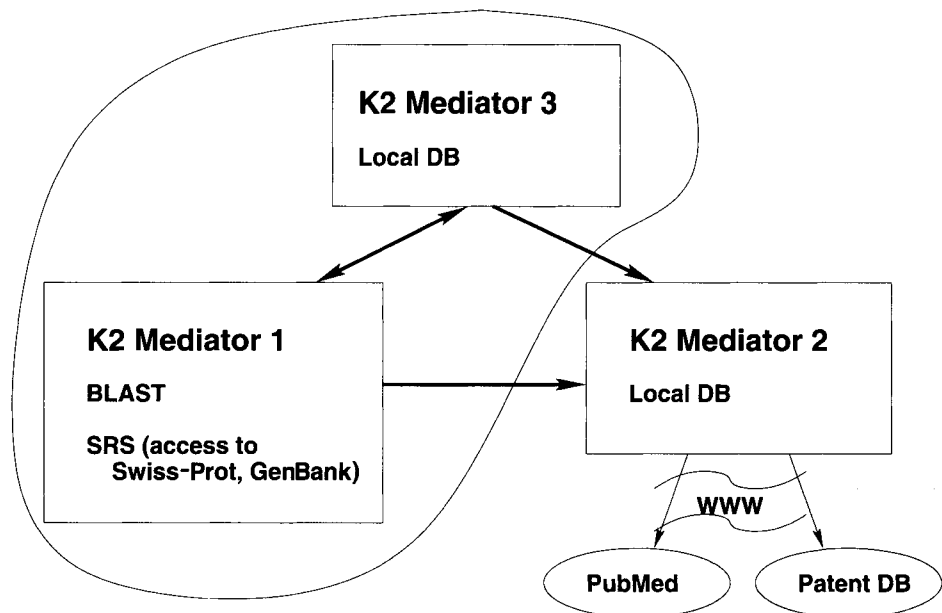 K2 Mediator 3
Local DB
K2 Mediator 1
BLAST
SRS (access to
Swiss-Prot, GenBank)
K2 Mediator 2
Local DB
WWW
PubMed
Patent DB